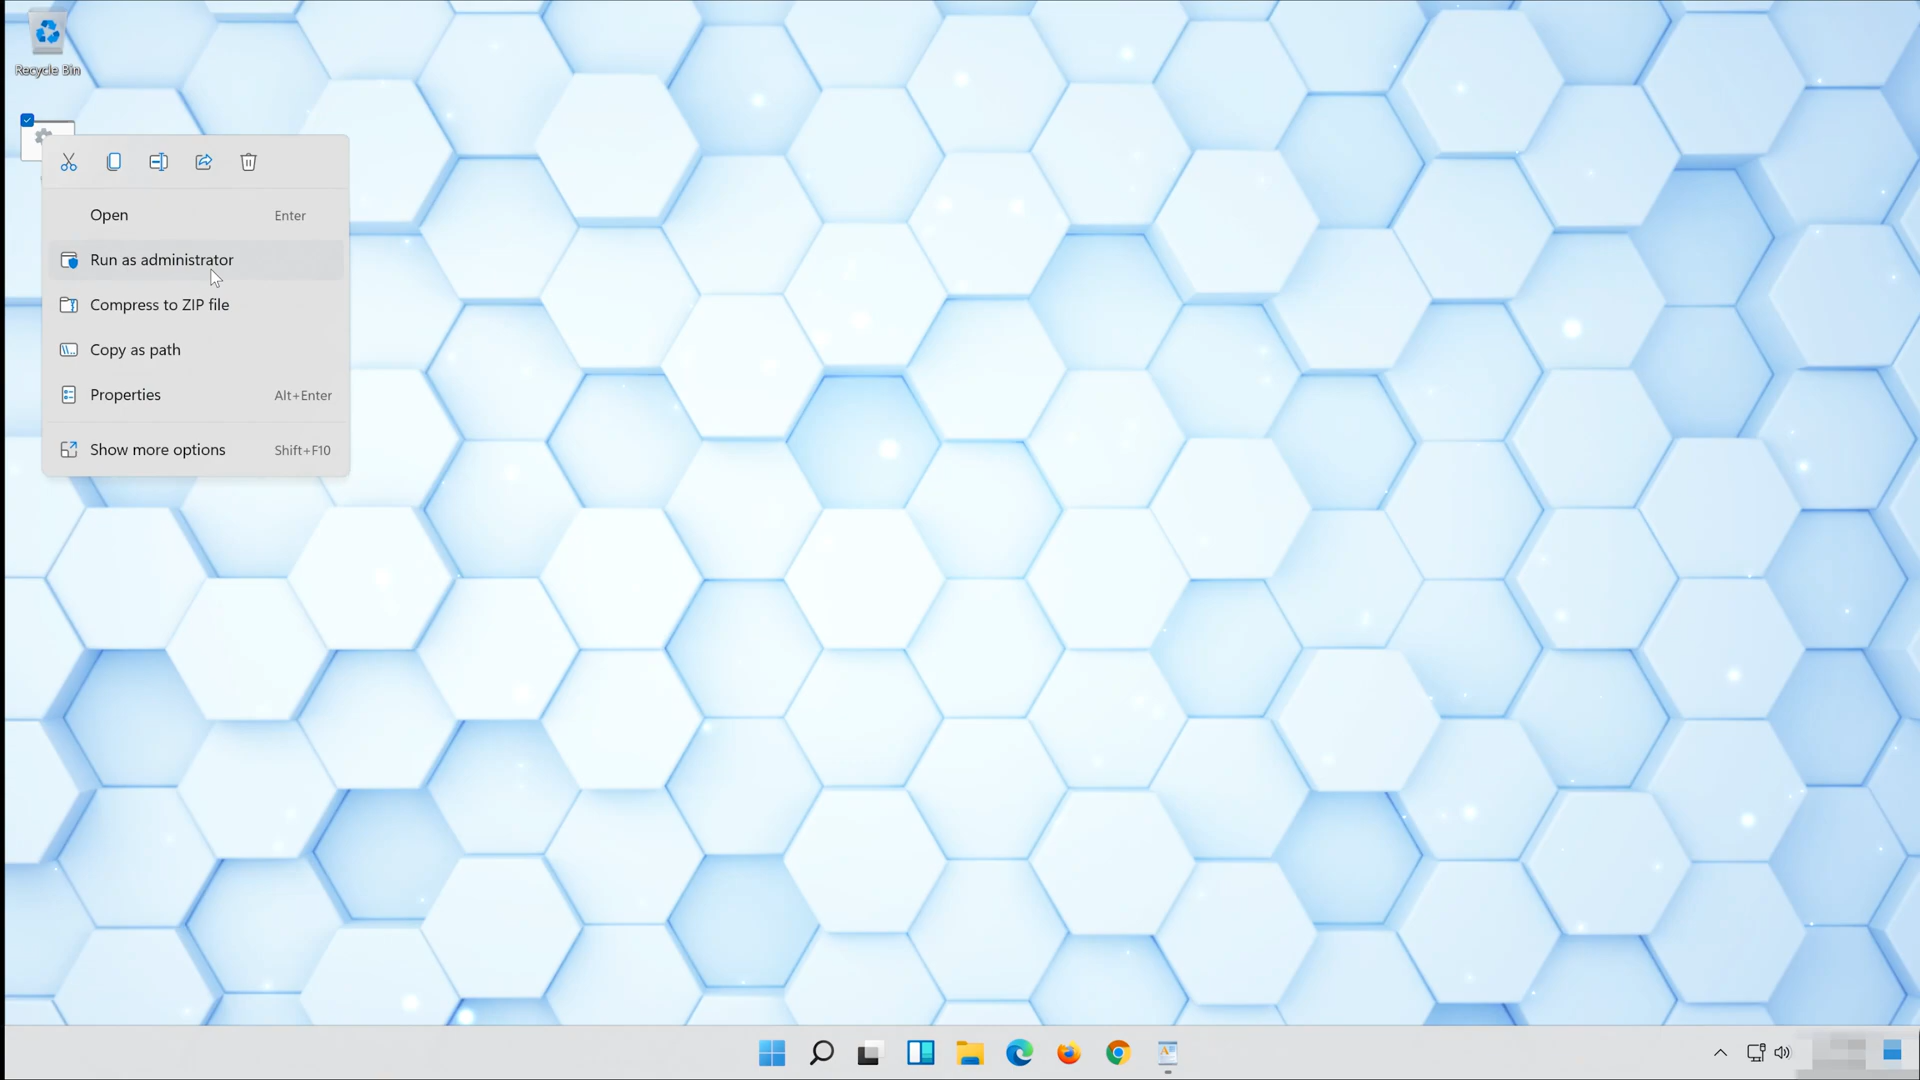 Recycle Bin
Open Enter
Run as administrator
Compress to ZIP file
Copy as path
Properties Alt+Enter
Show more options Shift+F10